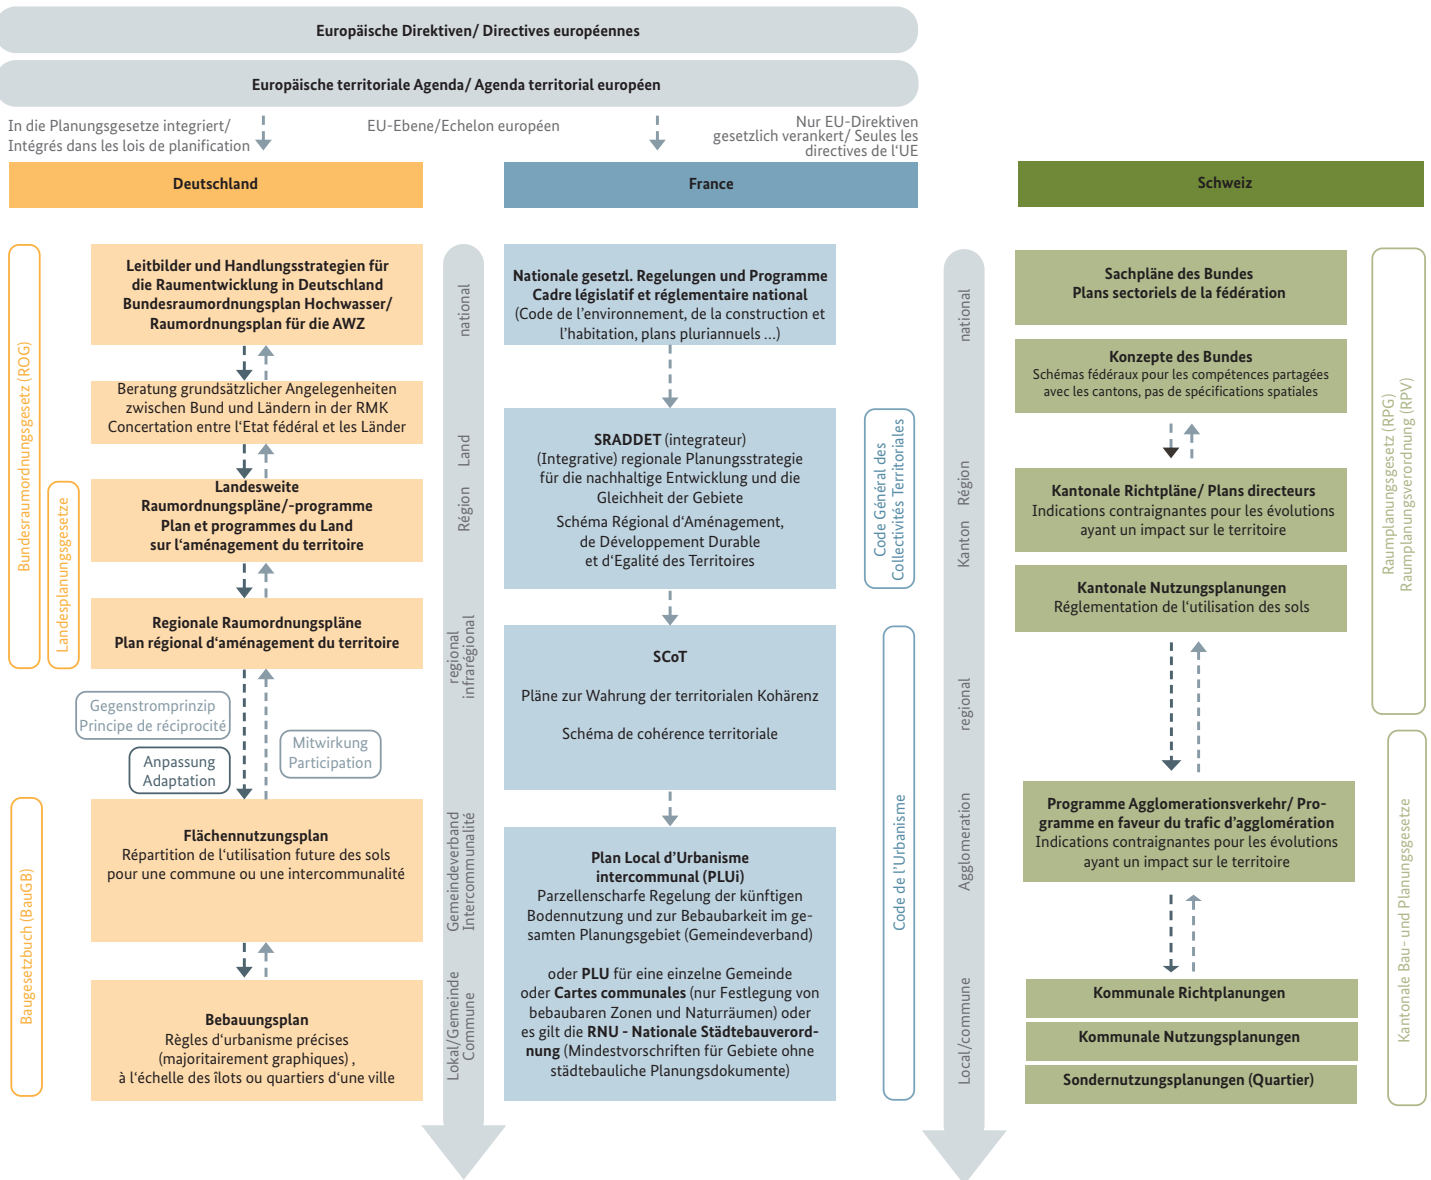 Europäische Direktiven/ Directives européennes
Europäische territoriale Agenda/ Agenda territorial européen
In die Planungsgesetze integriert/
Intégrés dans les lois de planification
EU-Ebene/Echelon européen
Nur EU-Direktiven
gesetzlich verankert/ Seules les
directives de l‘UE
Deutschland
Bundesraumordnungsgesetz (ROG)
Landesplanungsgesetze
Baugesetzbuch (BauGB)
Leitbilder und Handlungsstrategien für
die Raumentwicklung in Deutschland
Bundesraumordnungsplan Hochwasser/
Raumordnungsplan für die AWZ
Beratung grundsätzlicher Angelegenheiten
zwischen Bund und Ländern in der RMK
Concertation entre l‘Etat fédéral et les Länder
Landesweite
Raumordnungspläne/-programme
Plan et programmes du Land
sur l‘aménagement du territoire
Regionale Raumordnungspläne
Plan régional d‘aménagement du territoire
Gegenstromprinzip
Principe de réciprocité
Anpassung
Adaptation
Mitwirkung
Participation
Flächennutzungsplan
Répartition de l‘utilisation future des sols
pour une commune ou une intercommunalité
Bebauungsplan
Règles d‘urbanisme précises
(majoritairement graphiques) ,
à l‘échelle des îlots ou quartiers d‘une ville
national
Land
Région
regional
infrarégional
Gemeindeverband
Intercommunalité
Lokal/Gemeinde
Commune
France
Nationale gesetzl. Regelungen und Programme
Cadre législatif et réglementaire national
(Code de l’environnement, de la construction et
l’habitation, plans pluriannuels ...)
SRADDET (integrateur)
(Integrative) regionale Planungsstrategie
für die nachhaltige Entwicklung und die
Gleichheit der Gebiete
Schéma Régional d‘Aménagement,
de Développement Durable
et d‘Egalité des Territoires
SCoT
Pläne zur Wahrung der territorialen Kohärenz
Schéma de cohérence territoriale
Plan Local d’Urbanisme
intercommunal (PLUi)
Parzellenscharfe Regelung der künftigen
Bodennutzung und zur Bebaubarkeit im ge-
samten Planungsgebiet (Gemeindeverband)
oder PLU für eine einzelne Gemeinde
oder Cartes communales (nur Festlegung von
bebaubaren Zonen und Naturräumen) oder
es gilt die RNU - Nationale Städtebauverord-
nung (Mindestvorschriften für Gebiete ohne
städtebauliche Planungsdokumente)
Code Général des
Collectivités Territoriales
Code de l‘Urbanisme
national
Région
Kanton
regional
Agglomeration
Local/commune
Schweiz
Sachpläne des Bundes
Plans sectoriels de la fédération
Konzepte des Bundes
Schémas fédéraux pour les compétences partagées
avec les cantons, pas de spécifications spatiales
Kantonale Richtpläne/ Plans directeurs
Indications contraignantes pour les évolutions
ayant un impact sur le territoire
Kantonale Nutzungsplanungen
Réglementation de l‘utilisation des sols
Programme Agglomerationsverkehr/ Pro-
gramme en faveur du trafic d’agglomération
Indications contraignantes pour les évolutions
ayant un impact sur le territoire
Kommunale Richtplanungen
Kommunale Nutzungsplanungen
Sondernutzungsplanungen (Quartier)
Raumplanungsgesetz (RPG)
Raumplanungsverordnung (RPV)
Kantonale Bau- und Planungsgesetze